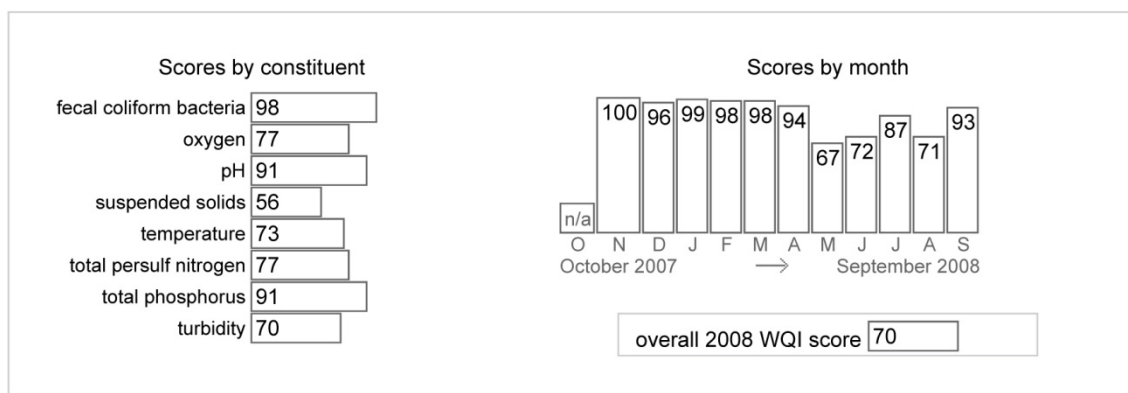 Scores by constituent
fecal coliform bacteria 98
oxygen 77
pH 91
suspended solids 56
temperature 73
total persulf nitrogen 77
total phosphorus 91
turbidity 70
Scores by month
n/a 100 96 99 98 98 94 67 72 87 71 93
O N D J F M A M J J A S
October 2007 → September 2008
overall 2008 WQI score 70